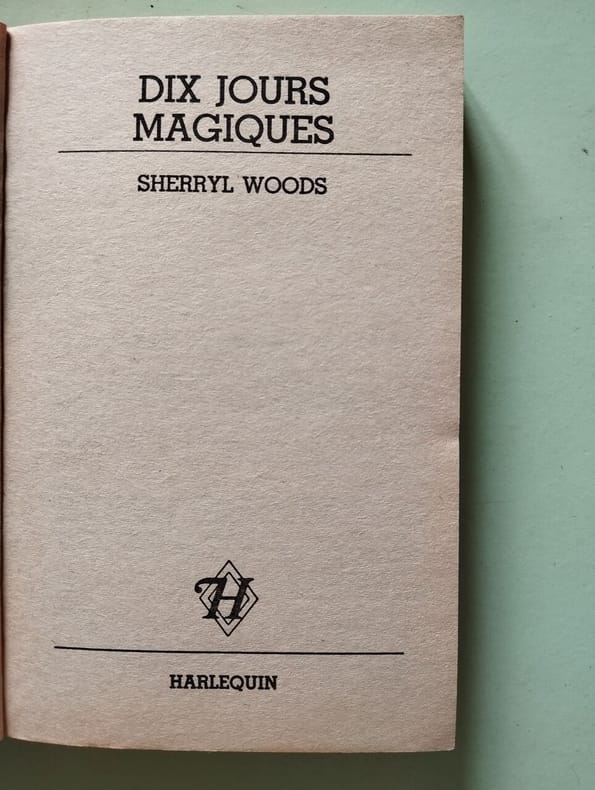 DIX JOURS
MAGIQUES
SHERRYL WOODS
H
HARLEQUIN